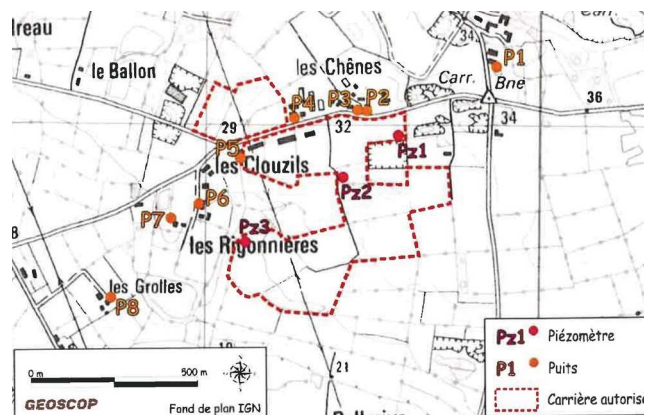 reau
34
le Ballon
les Chênes
Carr.
P1
Bne
P4
P3
P2
36
29
32
34
P5
Pz1
les Clouzils
Pz2
P6
P7
Pz3
les Rigonnières
les Grolles
P8
21
0 m
500 m
GEOSCOP
Fond de plan IGN
Pz1 Piézomètre
P1 Puits
Carrière autoris